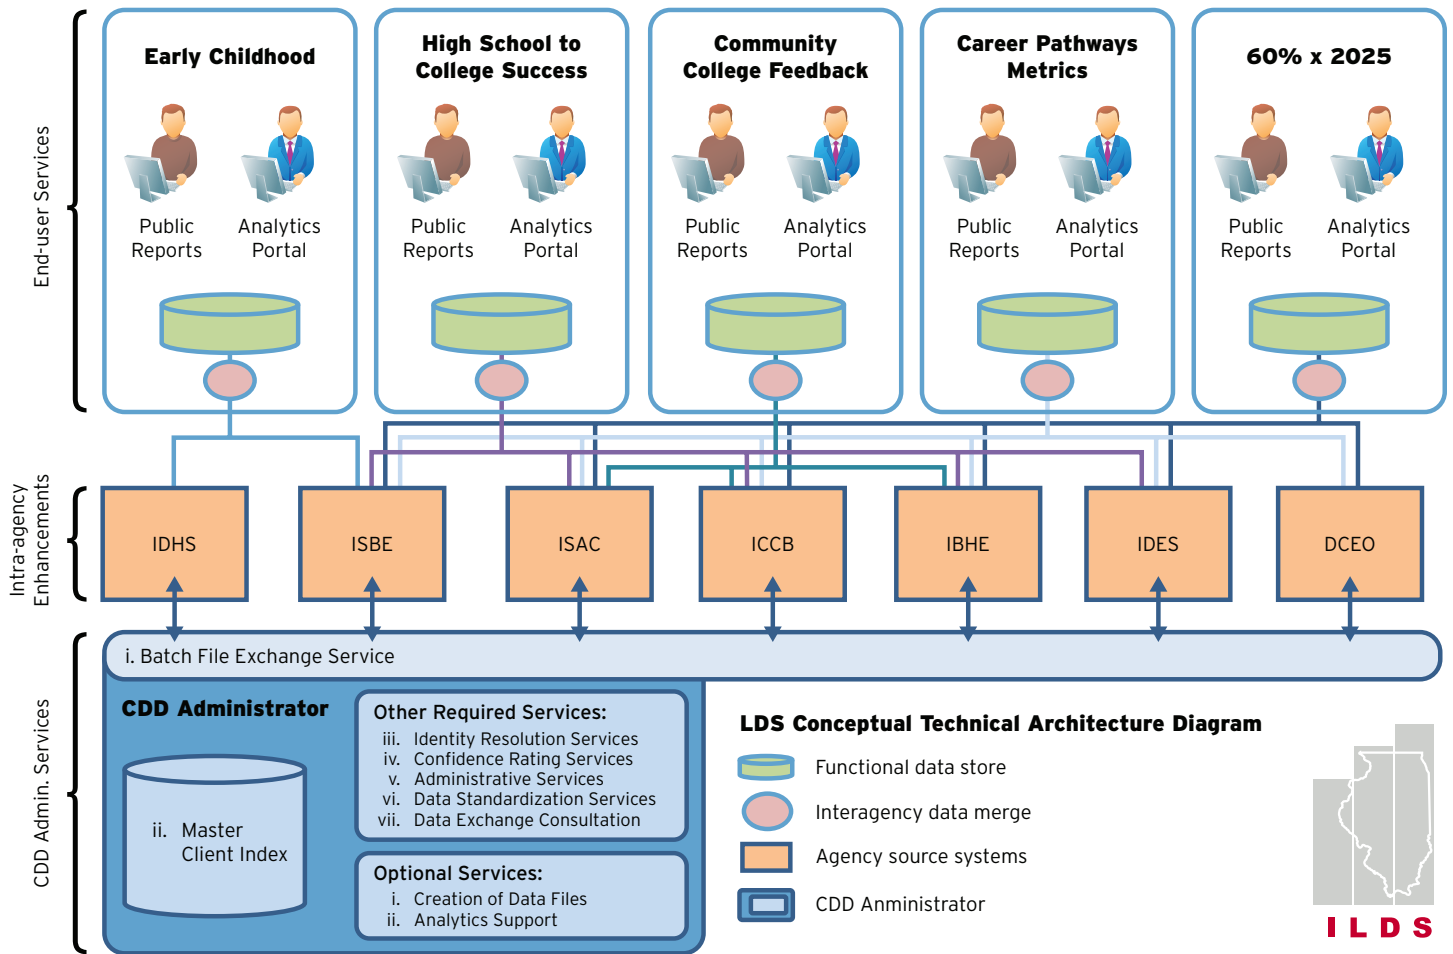 End-user Services
Early Childhood
Public
Reports
Analytics
Portal
High School to
College Success
Public
Reports
Analytics
Portal
Community
College Feedback
Public
Reports
Analytics
Portal
Career Pathways
Metrics
Public
Reports
Analytics
Portal
60% x 2025
Public
Reports
Analytics
Portal
Intra-agency
Enhancements
IDHS
ISBE
ISAC
ICCB
IBHE
IDES
DCEO
CDD Admin. Services
i. Batch File Exchange Service
CDD Administrator
ii. Master
Client Index
Other Required Services:
iii. Identity Resolution Services
iv. Confidence Rating Services
v. Administrative Services
vi. Data Standardization Services
vii. Data Exchange Consultation
Optional Services:
i. Creation of Data Files
ii. Analytics Support
LDS Conceptual Technical Architecture Diagram
Functional data store
Interagency data merge
Agency source systems
CDD Anministrator
ILDS